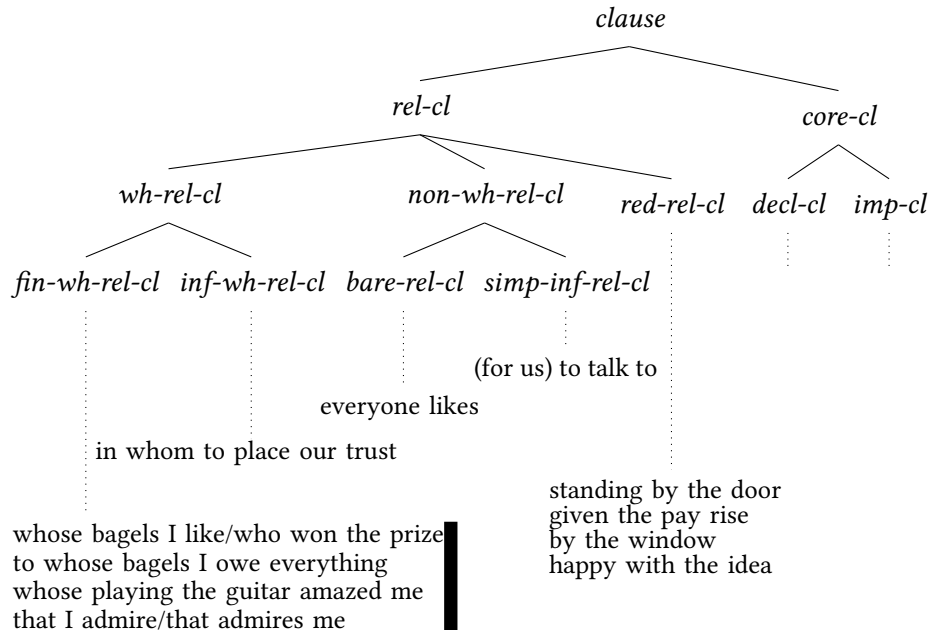 clause
rel-cl
core-cl
wh-rel-cl non-wh-rel-cl red-rel-cl decl-cl imp-cl
fin-wh-rel-cl inf-wh-rel-cl bare-rel-cl simp-inf-rel-cl
(for us) to talk to
everyone likes
in whom to place our trust
standing by the door
given the pay rise
by the window
happy with the idea
whose bagels I like/who won the prize
to whose bagels I owe everything
whose playing the guitar amazed me
that I admire/that admires me